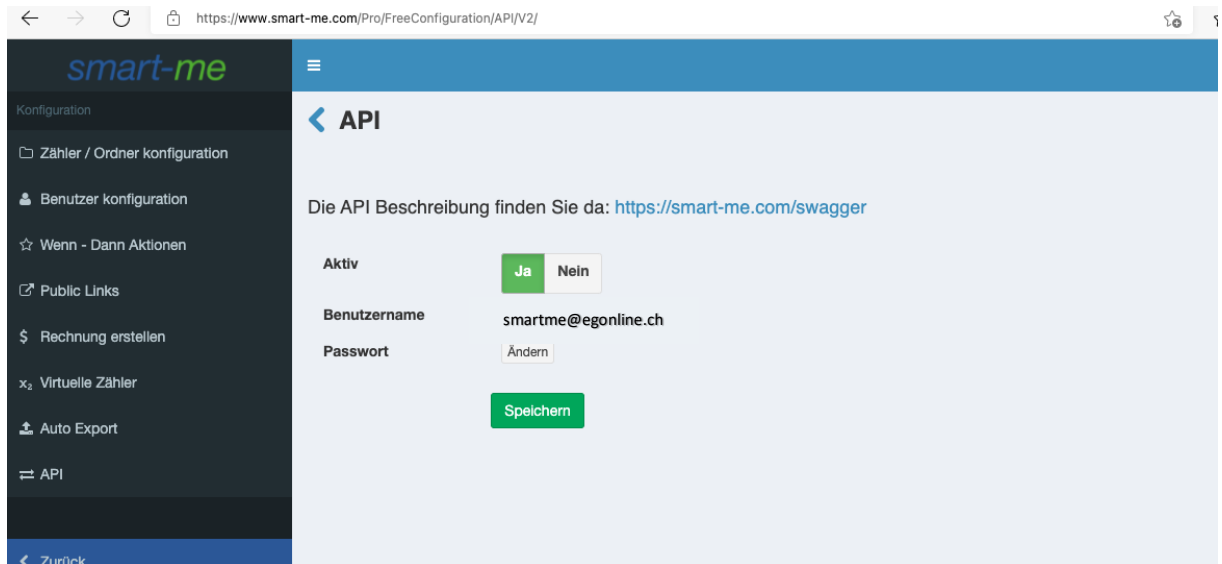 https://www.smart-me.com/Pro/FreeConfiguration/API/V2/
smart-me
Konfiguration
Zähler / Ordner konfiguration
Benutzer konfiguration
Wenn - Dann Aktionen
Public Links
$ Rechnung erstellen
x₂ Virtuelle Zähler
Auto Export
API
Zurück
API
Die API Beschreibung finden Sie da: https://smart-me.com/swagger
Aktiv Ja Nein
Benutzername smartme@egonline.ch
Passwort Ändern
Speichern